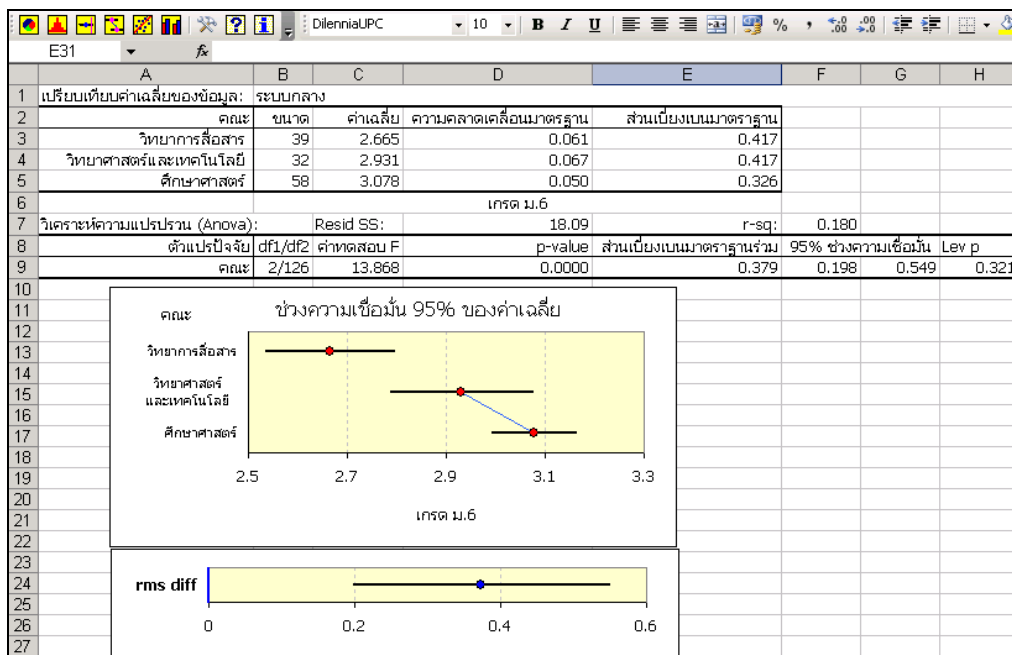 DilenniaUPC 10 B I U % , .0 .00 .00 .0
E31 fx
A B C D E F G H
1 เปรียบเทียบค่าเฉลี่ยของข้อมูล: ระบบกลาง
2 คณะ ขนาด ค่าเฉลี่ย ความคลาดเคลื่อนมาตรฐาน ส่วนเบี่ยงเบนมาตราฐาน
3 วิทยาการสื่อสาร 39 2.665 0.061 0.417
4 วิทยาศาสตร์และเทคโนโลยี 32 2.931 0.067 0.417
5 ศึกษาศาสตร์ 58 3.078 0.050 0.326
6 เกรด ม.6
7 วิเคราะห์ความแปรปรวน (Anova): Resid SS: 18.09 r-sq: 0.180
8 ตัวแปรปัจจัย df1/df2 ค่าทดสอบ F p-value ส่วนเบี่ยงเบนมาตราฐานร่วม 95% ช่วงความเชื่อมั่น Lev p
9 คณะ 2/126 13.868 0.0000 0.379 0.198 0.549 0.321
10
11
12
13
14
15
16
17
18
19
20
21
22
23
24
25
26
27
คณะ ช่วงความเชื่อมั่น 95% ของค่าเฉลี่ย
วิทยาการสื่อสาร
วิทยาศาสตร์
และเทคโนโลยี
ศึกษาศาสตร์
2.5 2.7 2.9 3.1 3.3
เกรด ม.6
rms diff
0 0.2 0.4 0.6